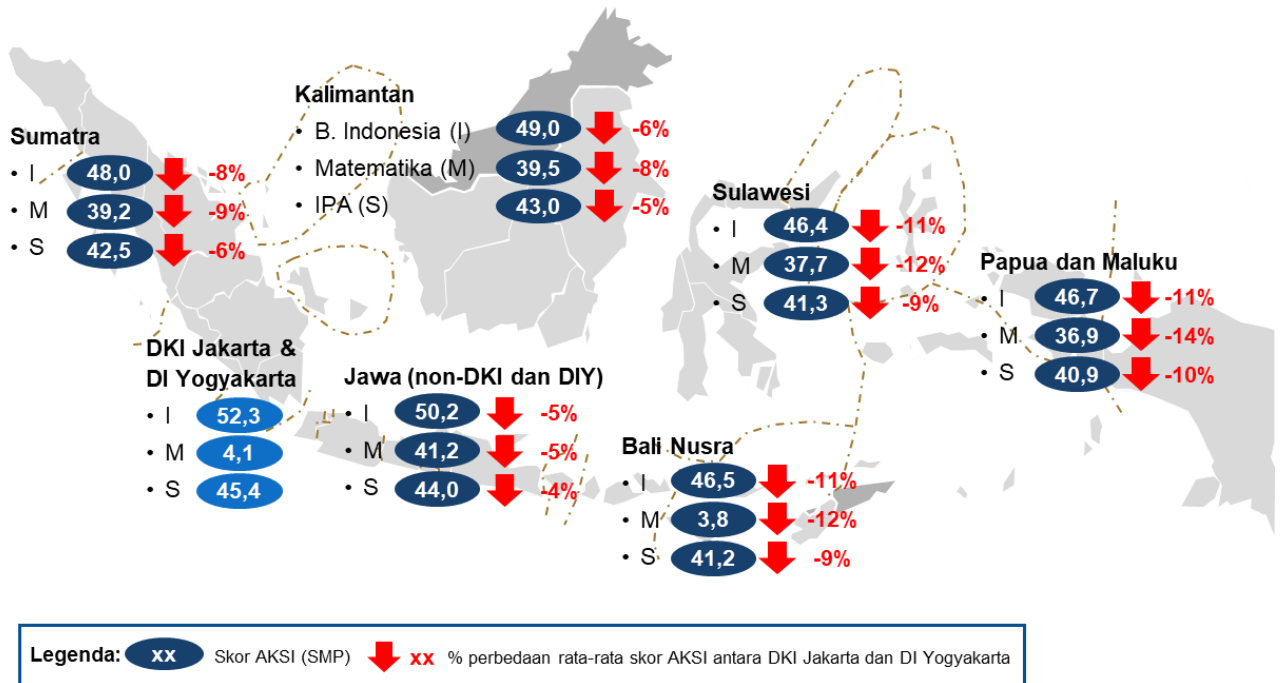 Sumatra
• I 48,0 -8%
• M 39,2 -9%
• S 42,5 -6%
Kalimantan
• B. Indonesia (I) 49,0 -6%
• Matematika (M) 39,5 -8%
• IPA (S) 43,0 -5%
Sulawesi
• I 46,4 -11%
• M 37,7 -12%
• S 41,3 -9%
Papua dan Maluku
• I 46,7 -11%
• M 36,9 -14%
• S 40,9 -10%
DKI Jakarta &
DI Yogyakarta
• I 52,3
• M 4,1
• S 45,4
Jawa (non-DKI dan DIY)
• I 50,2 -5%
• M 41,2 -5%
• S 44,0 -4%
Bali Nusra
• I 46,5 -11%
• M 3,8 -12%
• S 41,2 -9%
Legenda: xx Skor AKSI (SMP) xx % perbedaan rata-rata skor AKSI antara DKI Jakarta dan DI Yogyakarta